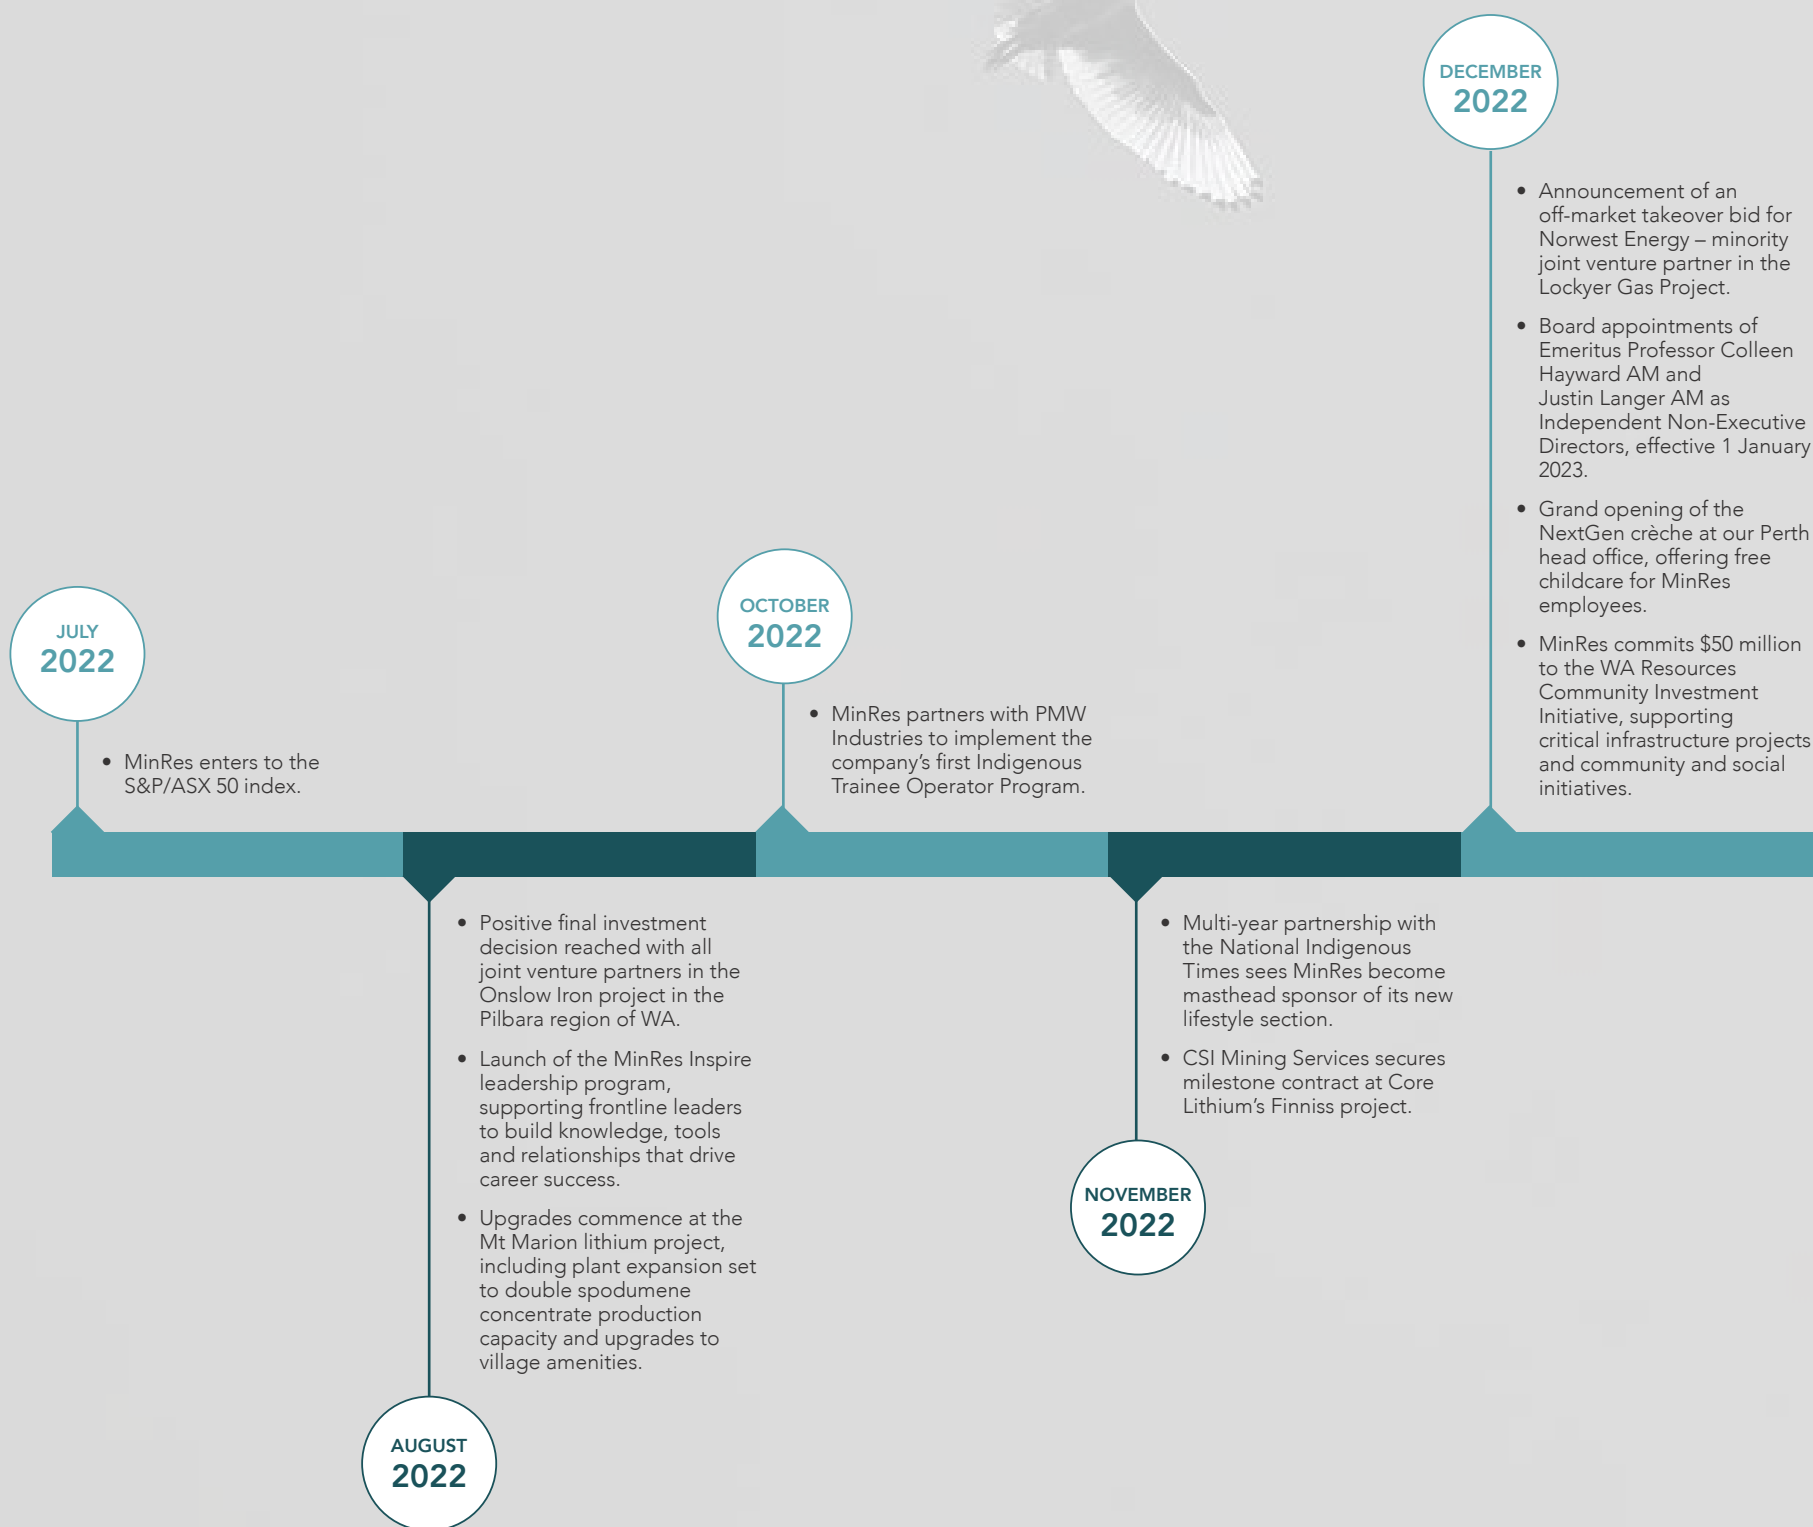 JULY
2022
• MinRes enters to the
S&P/ASX 50 index.
AUGUST
2022
• Positive final investment
decision reached with all
joint venture partners in the
Onslow Iron project in the
Pilbara region of WA.
• Launch of the MinRes Inspire
leadership program,
supporting frontline leaders
to build knowledge, tools
and relationships that drive
career success.
• Upgrades commence at the
Mt Marion lithium project,
including plant expansion set
to double spodumene
concentrate production
capacity and upgrades to
village amenities.
OCTOBER
2022
• MinRes partners with PMW
Industries to implement the
company’s first Indigenous
Trainee Operator Program.
NOVEMBER
2022
• Multi-year partnership with
the National Indigenous
Times sees MinRes become
masthead sponsor of its new
lifestyle section.
• CSI Mining Services secures
milestone contract at Core
Lithium’s Finniss project.
DECEMBER
2022
• Announcement of an
off-market takeover bid for
Norwest Energy – minority
joint venture partner in the
Lockyer Gas Project.
• Board appointments of
Emeritus Professor Colleen
Hayward AM and
Justin Langer AM as
Independent Non-Executive
Directors, effective 1 January
2023.
• Grand opening of the
NextGen crèche at our Perth
head office, offering free
childcare for MinRes
employees.
• MinRes commits $50 million
to the WA Resources
Community Investment
Initiative, supporting
critical infrastructure projects
and community and social
initiatives.